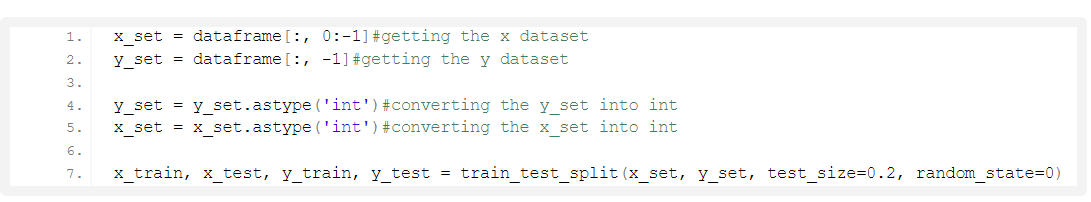 1. x_set = dataframe[:, 0:-1]#getting the x dataset
2. y_set = dataframe[:, -1]#getting the y dataset
3.
4. y_set = y_set.astype('int')#converting the y_set into int
5. x_set = x_set.astype('int')#converting the x_set into int
6.
7. x_train, x_test, y_train, y_test = train_test_split(x_set, y_set, test_size=0.2, random_state=0)